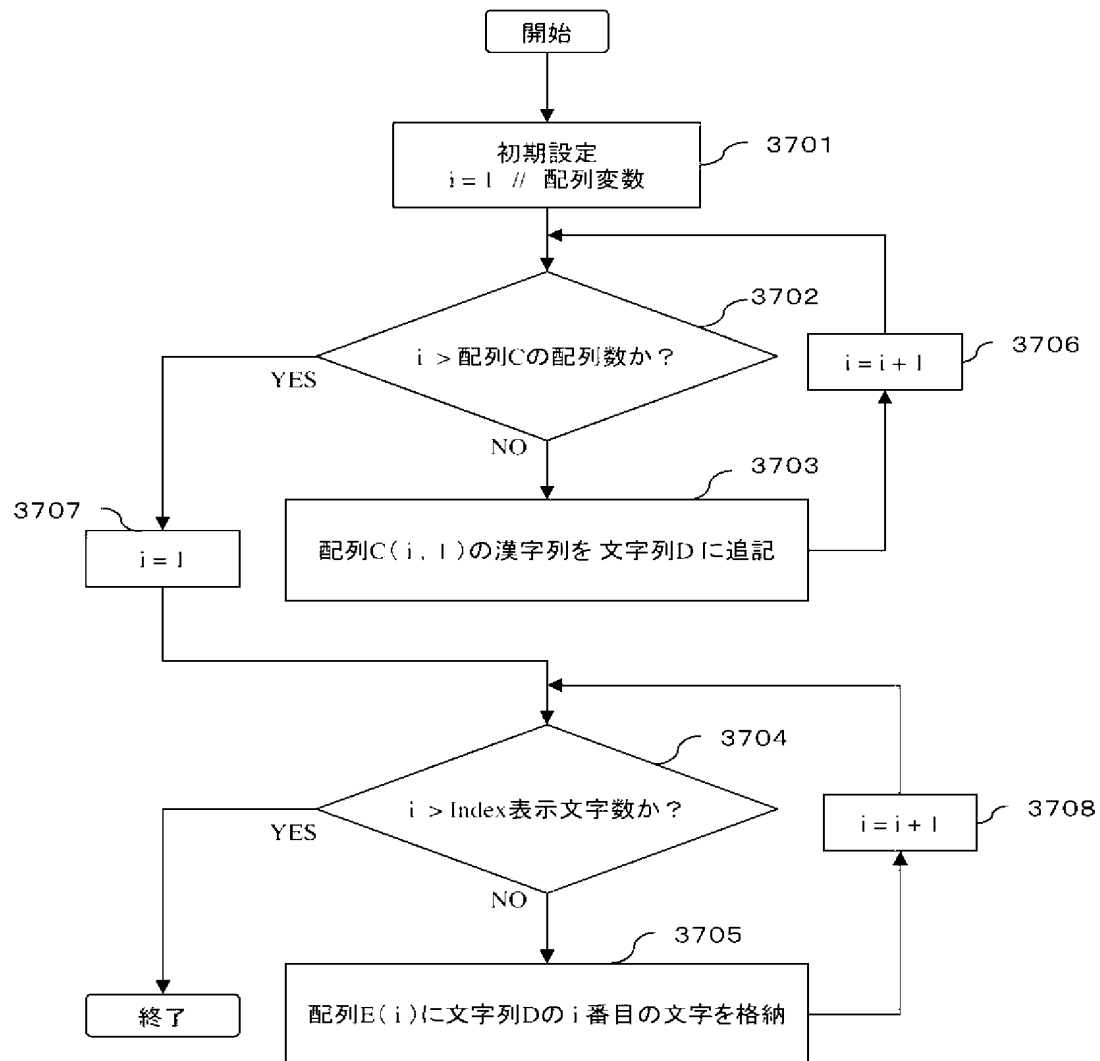 開始
初期設定
i = 1 // 配列変数
3701
i > 配列Cの配列数か？
3702
YES
NO
i = i + 1
3706
3703
配列C(i, 1)の漢字列を 文字列D に追記
3707
i = 1
i > Index表示文字数か？
3704
YES
NO
i = i + 1
3708
3705
配列E(i)に文字列Dのi番目の文字を格納
終了